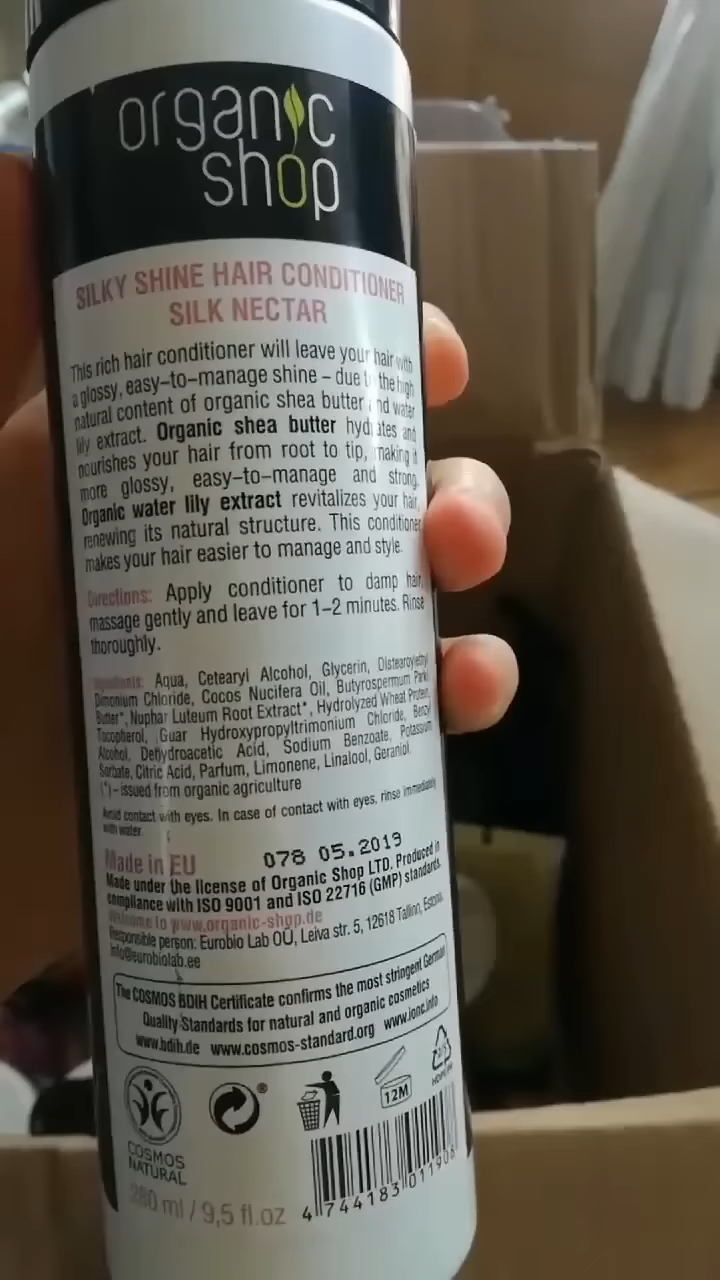 organic
shop
SILKY SHINE HAIR CONDITIONER
SILK NECTAR
This rich hair conditioner will leave your hair with
a glossy, easy-to-manage shine – due to the high
natural content of organic shea butter and water
lily extract. Organic shea butter hydrates and
nourishes your hair from root to tip, making it
more glossy, easy-to-manage and strong.
Organic water lily extract revitalizes your hair,
renewing its natural structure. This conditioner
makes your hair easier to manage and style.
Directions: Apply conditioner to damp hair,
massage gently and leave for 1–2 minutes. Rinse
thoroughly.
Ingredients: Aqua, Cetearyl Alcohol, Glycerin, Distearoylethyl
Dimonium Chloride, Cocos Nucifera Oil, Butyrospermum Parkii
Butter*, Nuphar Luteum Root Extract*, Hydrolyzed Wheat Protein,
Tocopherol, Guar Hydroxypropyltrimonium Chloride, Benzyl
Alcohol, Dehydroacetic Acid, Sodium Benzoate, Potassium
Sorbate, Citric Acid, Parfum, Limonene, Linalool, Geraniol.
(*) – issued from organic agriculture
Avoid contact with eyes. In case of contact with eyes, rinse immediately
with water.
Made in EU 078 05.2019
Made under the license of Organic Shop LTD. Produced in
compliance with ISO 9001 and ISO 22716 (GMP) standards.
Welcome to www.organic-shop.de
Responsible person: Eurobio Lab OÜ, Leiva str. 5, 12618 Tallinn, Estonia.
info@eurobiolab.ee
The COSMOS BDIH Certificate confirms the most stringent German
Quality Standards for natural and organic cosmetics
www.bdih.de www.cosmos-standard.org www.ionc.info
12M
COSMOS
NATURAL
280 ml / 9,5 fl.oz
4 744183 011908